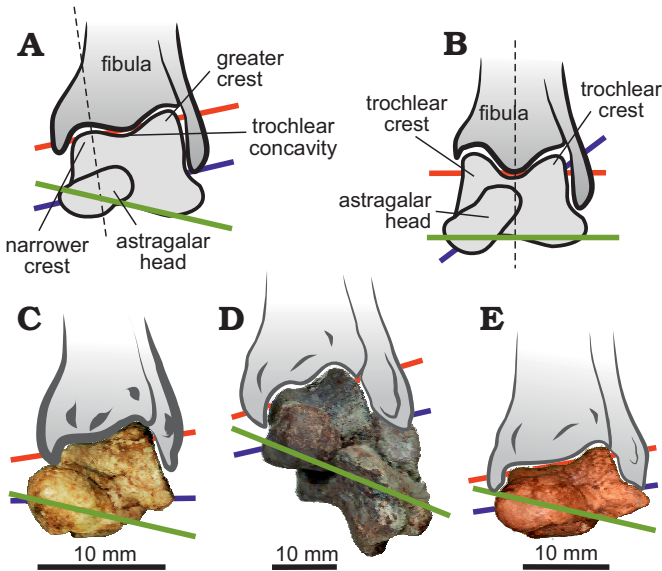 A
fibula
greater
crest
trochlear
concavity
narrower
crest
astragalar
head
B
trochlear
crest
fibula
trochlear
crest
astragalar
head
C
10 mm
D
10 mm
E
10 mm